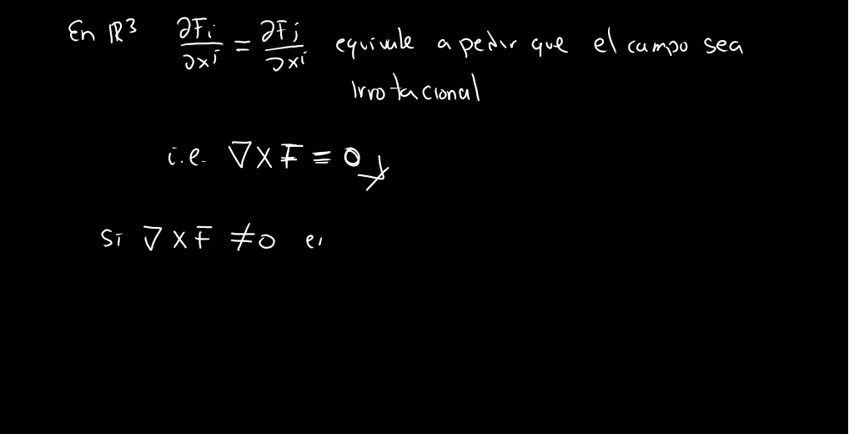 En ℝ³ ∂Fi/∂xʲ = ∂Fj/∂xⁱ equivale a pedir que el campo sea
irrotacional
i.e. ∇×F ≡ 0
Si ∇×F ≠ 0 e